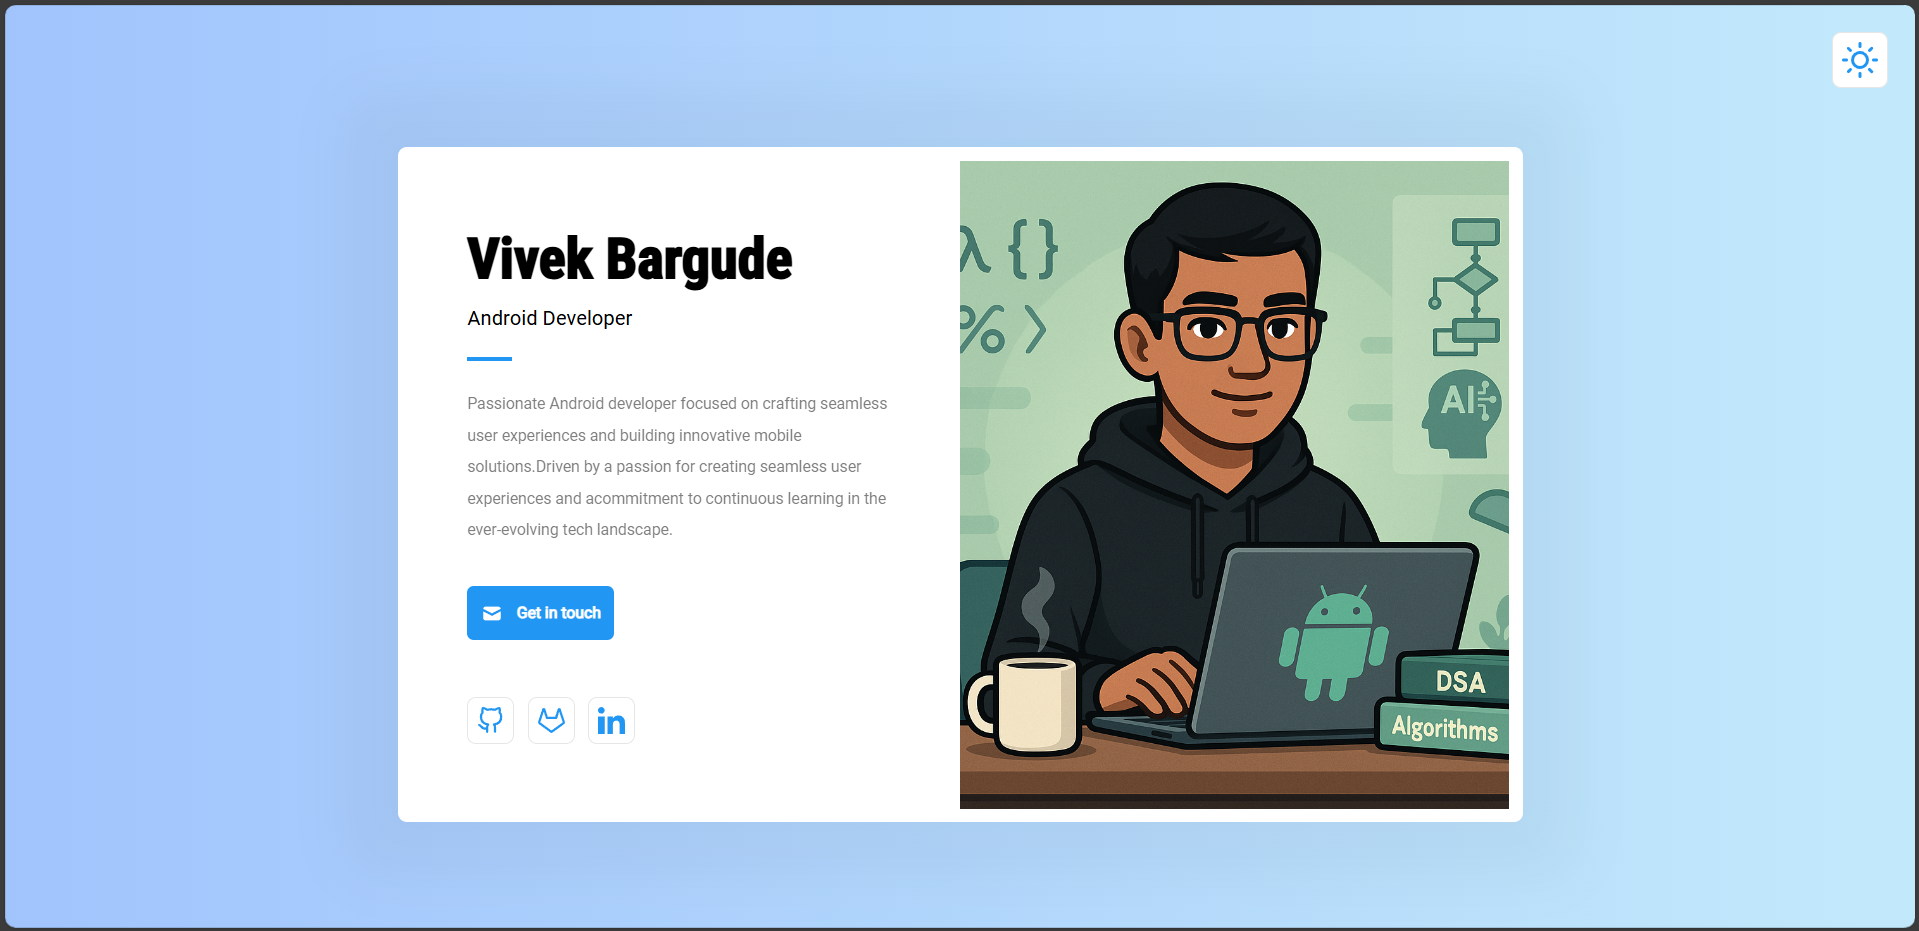 Vivek Bargude
Android Developer
Passionate Android developer focused on crafting seamless
user experiences and building innovative mobile
solutions.Driven by a passion for creating seamless user
experiences and acommitment to continuous learning in the
ever-evolving tech landscape.
Get in touch
in
λ {}
% >
AI
DSA
Algorithms